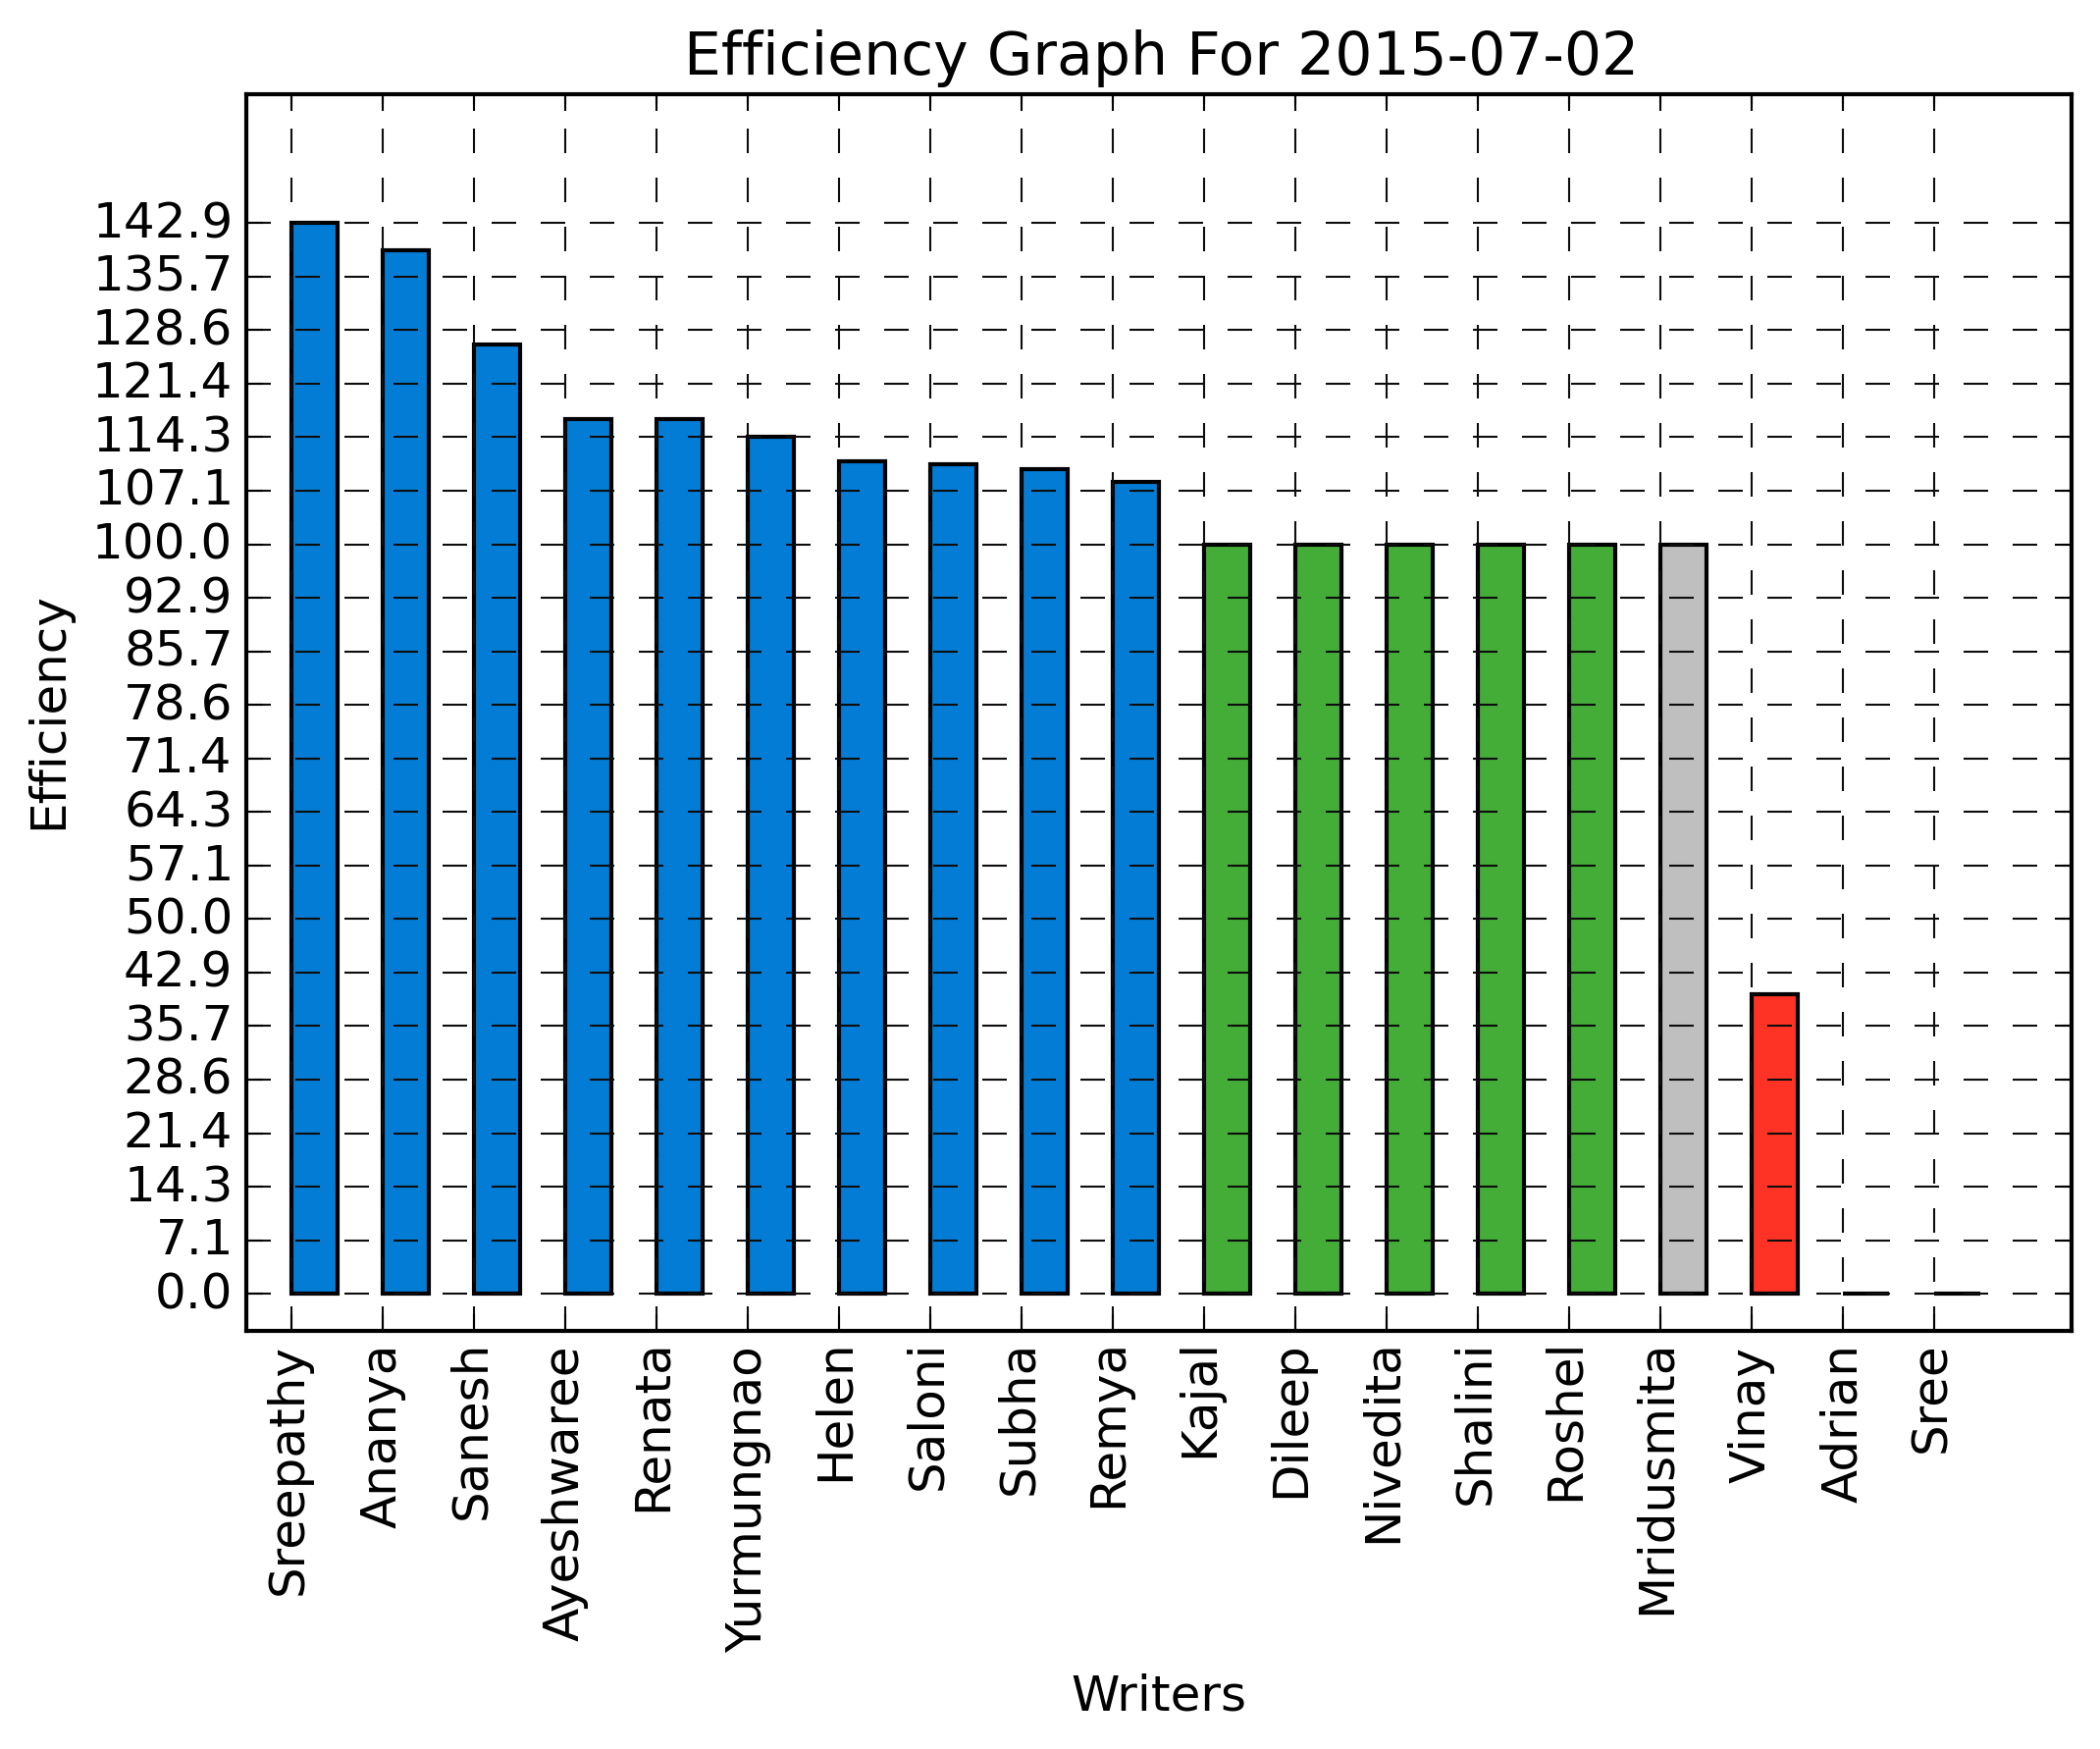 Efficiency Graph For 2015-07-02
142.9
135.7
128.6
121.4
114.3
107.1
100.0
92.9
85.7
78.6
71.4
64.3
57.1
50.0
42.9
35.7
28.6
21.4
14.3
7.1
0.0
Efficiency
Sreepathy
Ananya
Sanesh
Ayeshwaree
Renata
Yurmungnao
Helen
Saloni
Subha
Remya
Kajal
Dileep
Nivedita
Shalini
Roshel
Mridusmita
Vinay
Adrian
Sree
Writers